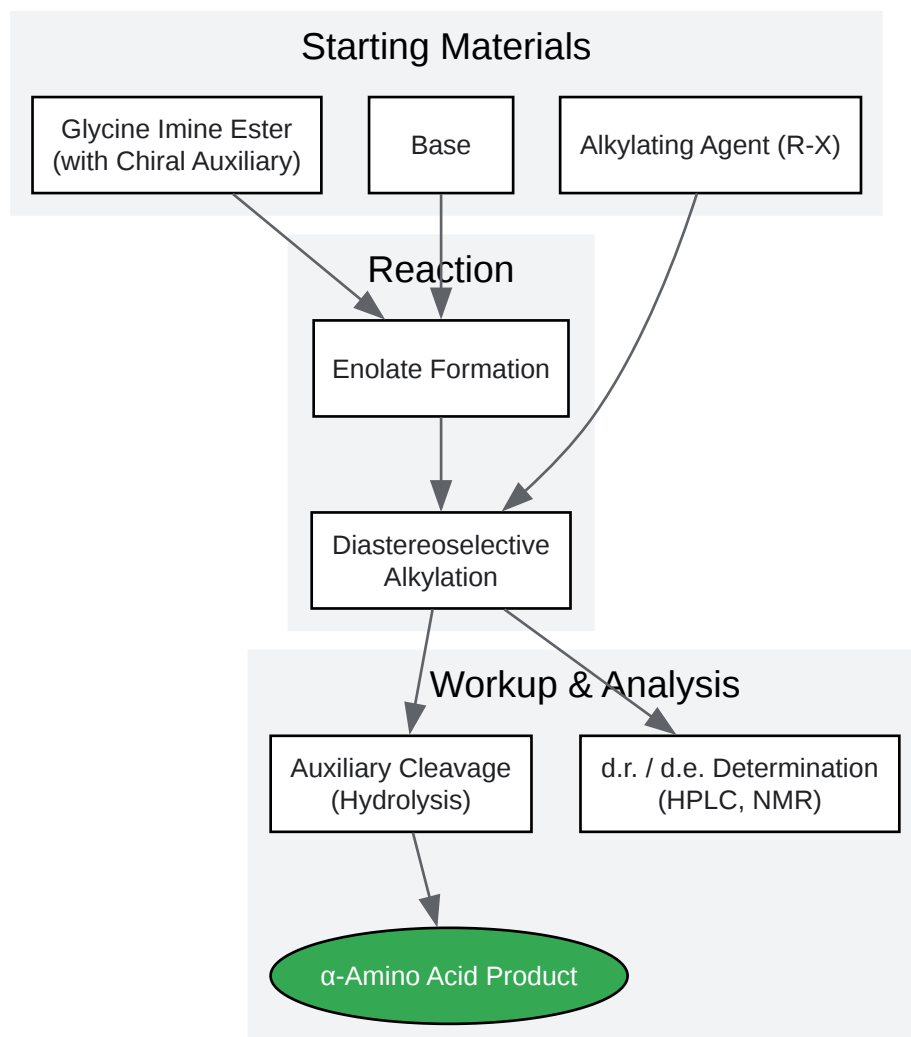 Starting Materials
Glycine Imine Ester
(with Chiral Auxiliary)
Base
Alkylating Agent (R-X)
Reaction
Enolate Formation
Diastereoselective
Alkylation
Workup & Analysis
Auxiliary Cleavage
(Hydrolysis)
d.r. / d.e. Determination
(HPLC, NMR)
α-Amino Acid Product